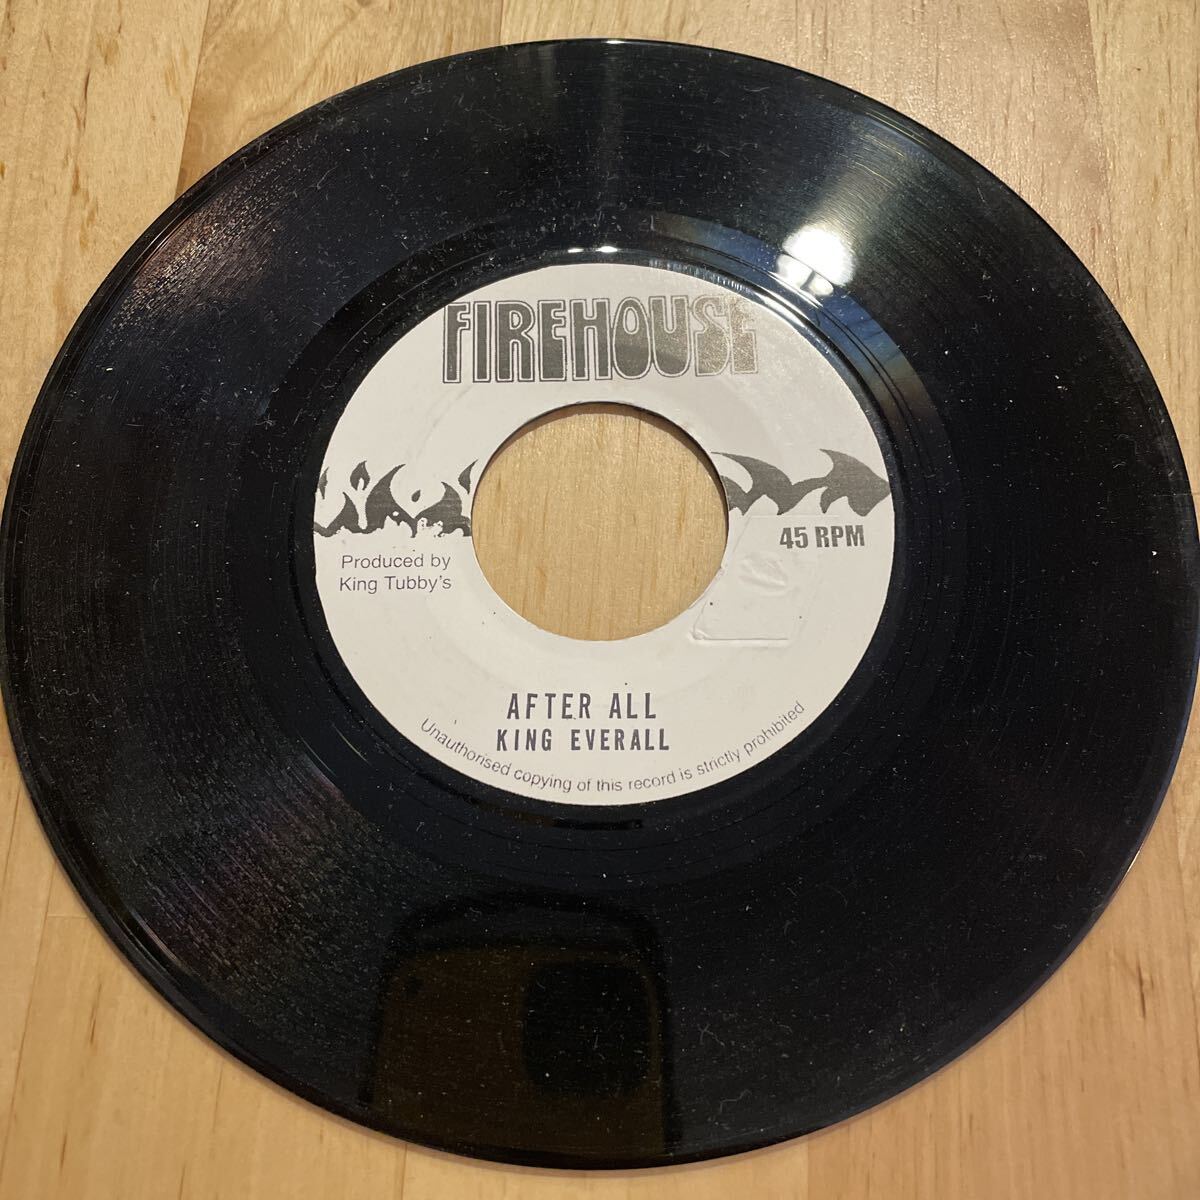 FIREHOUSE
45 RPM
Produced by
King Tubby's
AFTER ALL
KING EVERALL
Unauthorised copying of this record is strictly prohibited